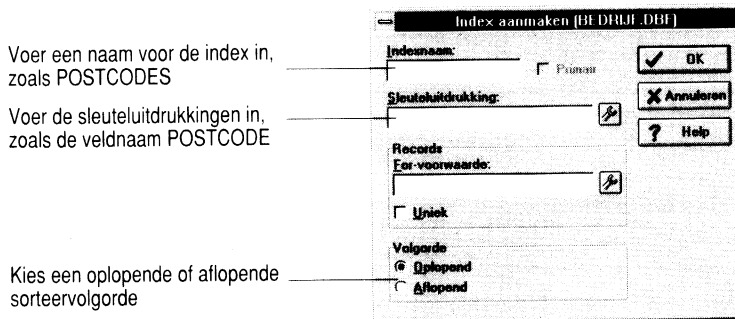 Index aanmaken (BEDRIJF.DBF)
Voer een naam voor de index in,
zoals POSTCODES
Indexnaam:
Primair
OK
Voer de sleuteluitdrukkingen in,
zoals de veldnaam POSTCODE
Sleuteluitdrukking:
Annuleren
Help
Records
For-voorwaarde:
Uniek
Kies een oplopende of aflopende
sorteervolgorde
Volgorde
Oplopend
Aflopend